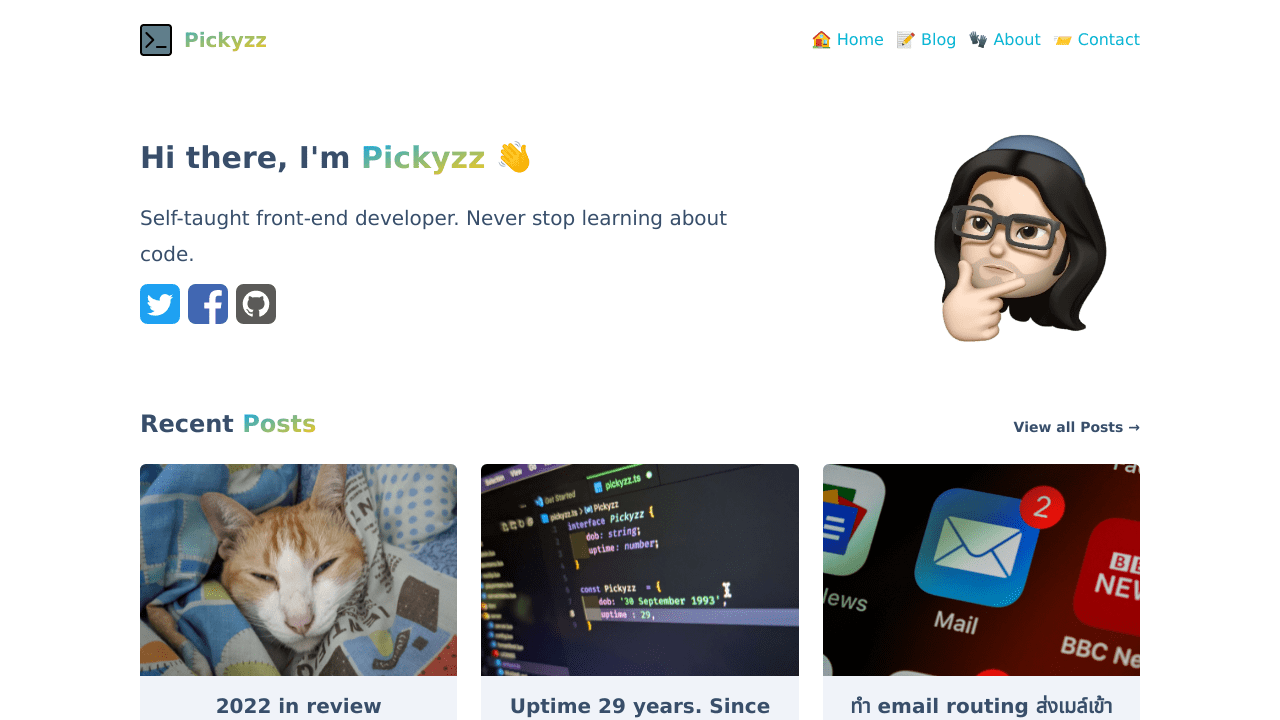 Pickyzz
Home Blog About Contact
Hi there, I'm Pickyzz
Self-taught front-end developer. Never stop learning about
code.
Recent Posts
View all Posts →
Get Started
pickyzz.ts
pickyzz.ts > Pickyzz
interface Pickyzz {
dob: string;
uptime: number;
}
const Pickyzz = {
dob: '30 September 1993',
uptime : 29,
}
2
News
Mail
BBC
NEW
BBC Ne
2022 in review
Uptime 29 years. Since
ทำ email routing ส่งเมล์เข้า